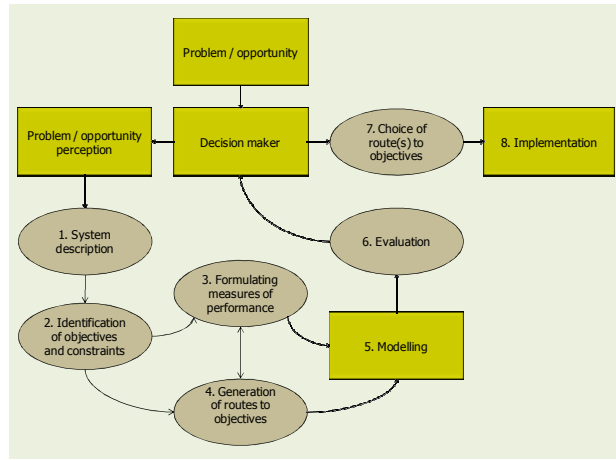 Problem / opportunity
Problem / opportunity
perception
Decision maker
7. Choice of
route(s) to
objectives
8. Implementation
1. System
description
6. Evaluation
3. Formulating
measures of
performance
2. Identification
of objectives
and constraints
5. Modelling
4. Generation
of routes to
objectives